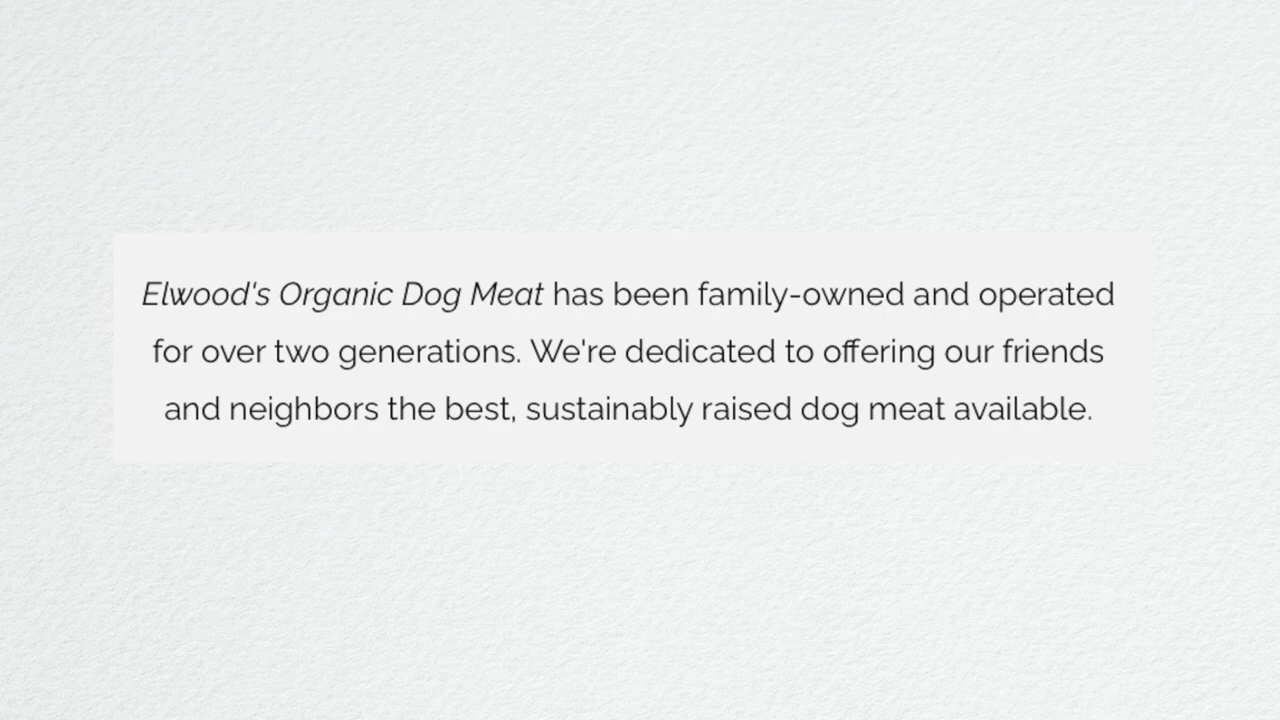 Elwood's Organic Dog Meat has been family-owned and operated
for over two generations. We're dedicated to offering our friends
and neighbors the best, sustainably raised dog meat available.